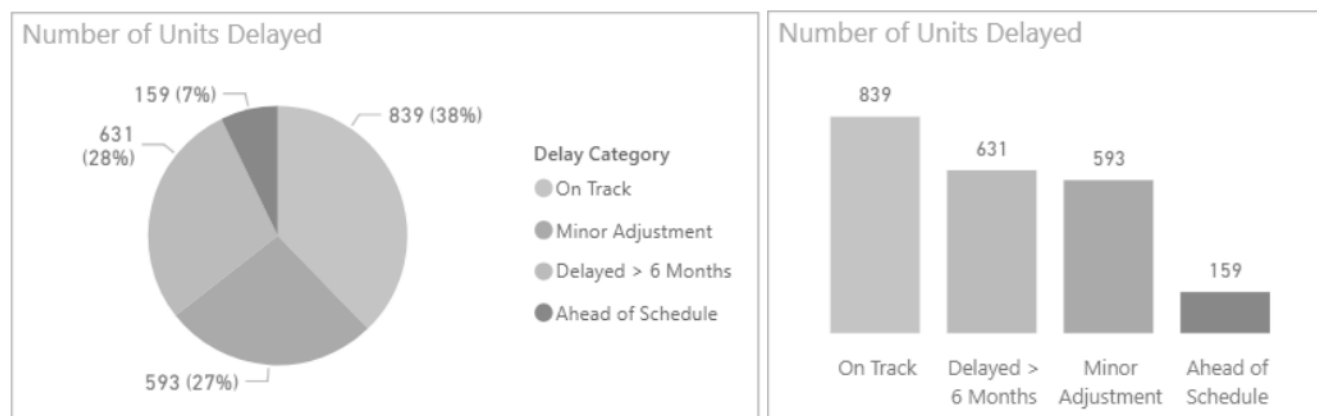 Number of Units Delayed
159 (7%)
839 (38%)
631
(28%)
593 (27%)
Delay Category
On Track
Minor Adjustment
Delayed > 6 Months
Ahead of Schedule
Number of Units Delayed
839
631
593
159
On Track
Delayed >
6 Months
Minor
Adjustment
Ahead of
Schedule